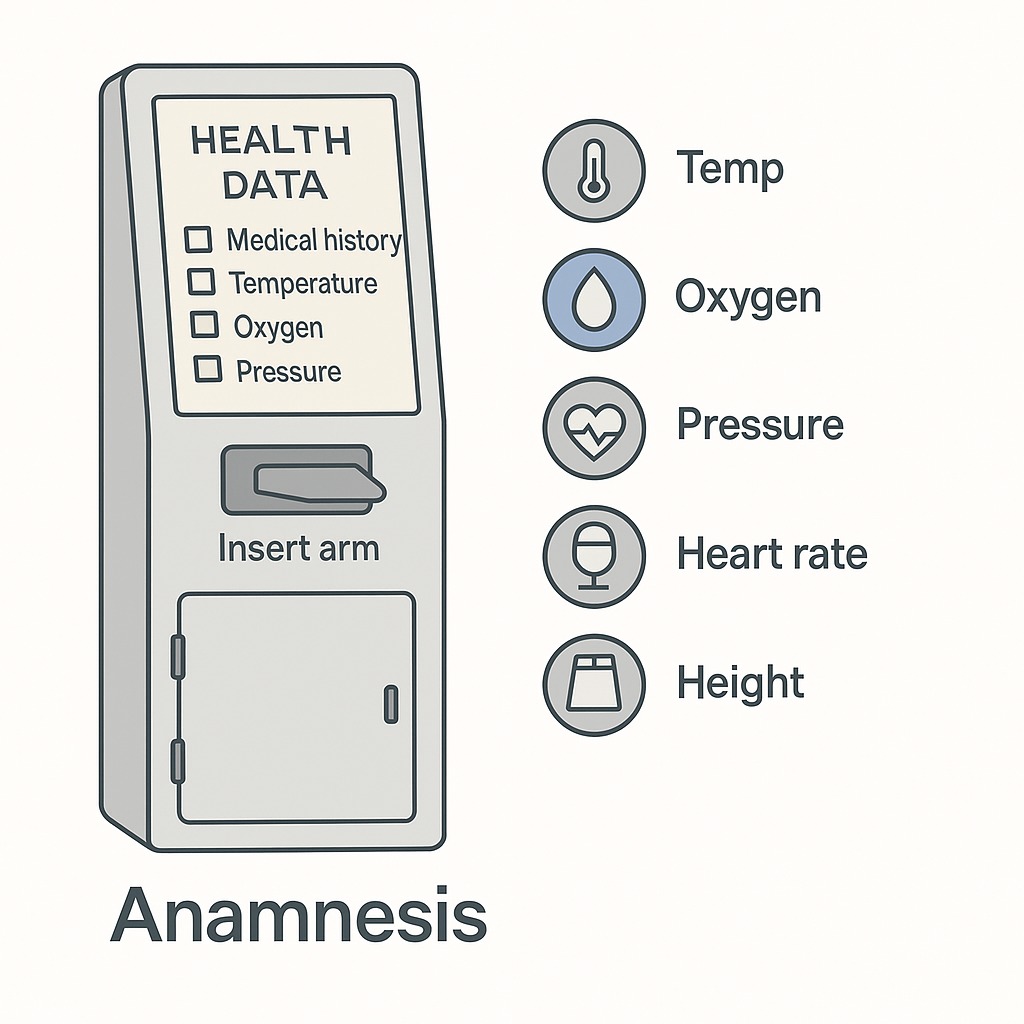 HEALTH
DATA
Medical history
Temperature
Oxygen
Pressure
Insert arm
Temp
Oxygen
Pressure
Heart rate
Height
Anamnesis